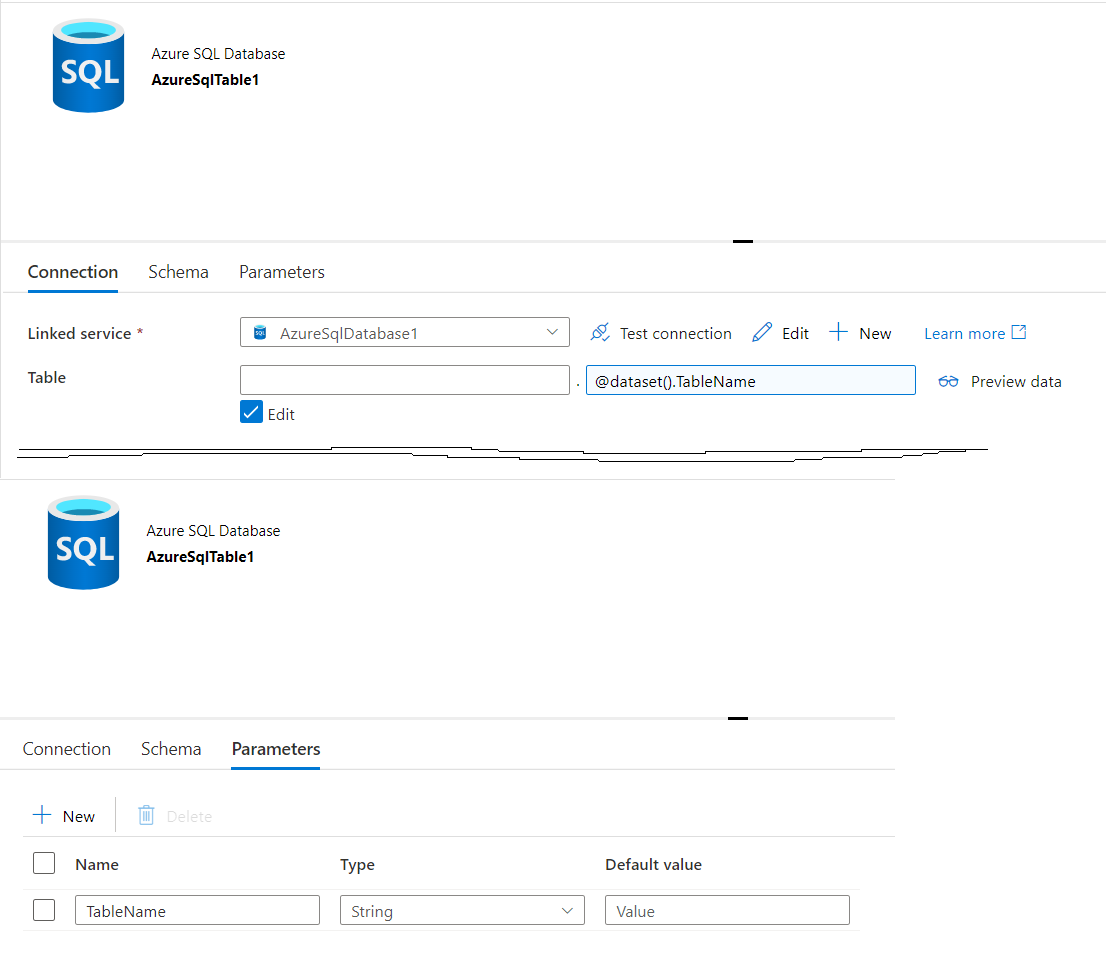 SQL
Azure SQL Database
AzureSqlTable1
Connection Schema Parameters
Linked service * SQL AzureSqlDatabase1 Test connection Edit New Learn more
Table . @dataset().TableName Preview data
Edit
SQL
Azure SQL Database
AzureSqlTable1
Connection Schema Parameters
New Delete
Name Type Default value
TableName String Value